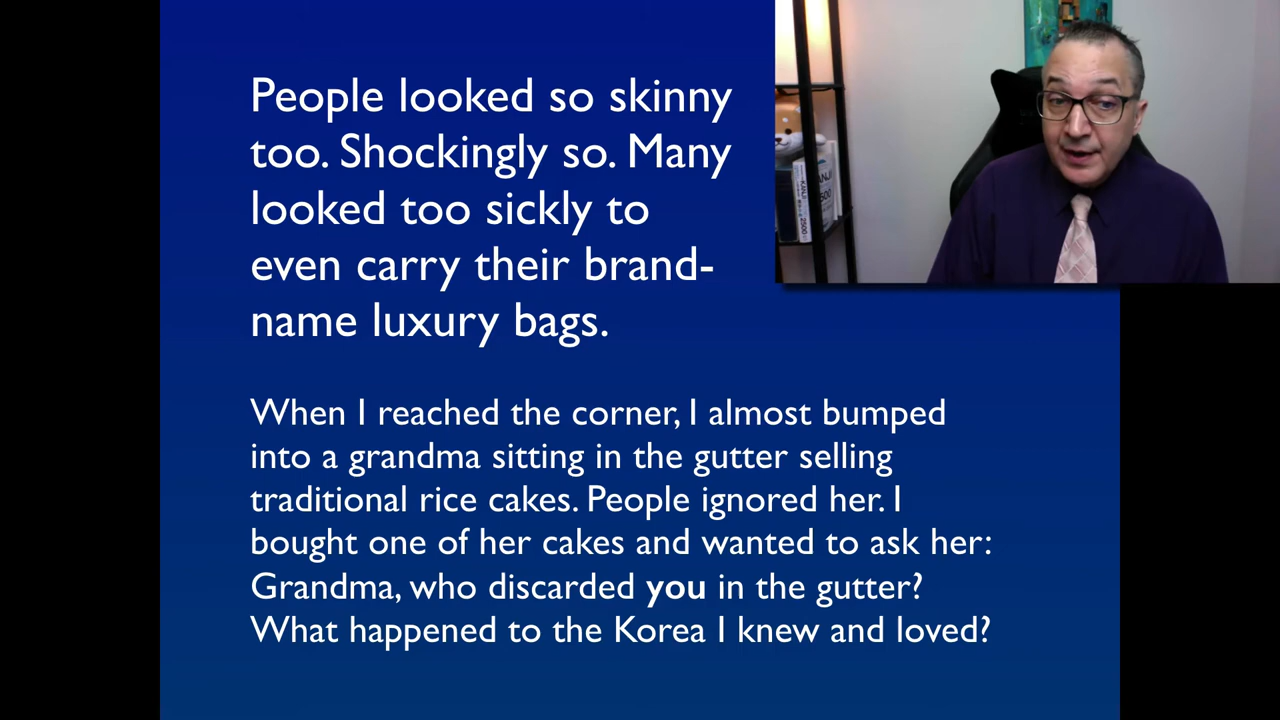 People looked so skinny
too. Shockingly so. Many
looked too sickly to
even carry their brand-
name luxury bags.
When I reached the corner, I almost bumped
into a grandma sitting in the gutter selling
traditional rice cakes. People ignored her. I
bought one of her cakes and wanted to ask her:
Grandma, who discarded you in the gutter?
What happened to the Korea I knew and loved?